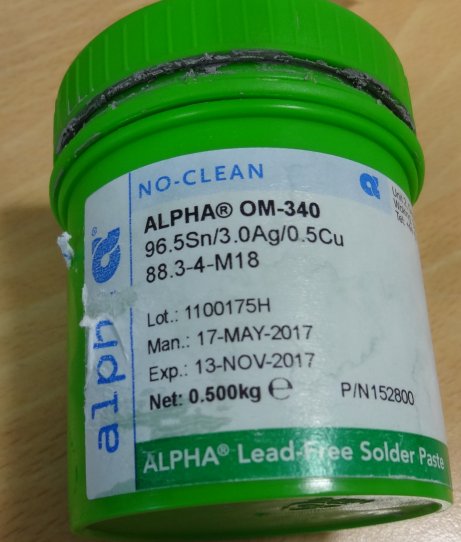 NO-CLEAN
ALPHA® OM-340
96.5Sn/3.0Ag/0.5Cu
88.3-4-M18
Lot.: 1100175H
Man.: 17-MAY-2017
Exp.: 13-NOV-2017
Net: 0.500kg ℮ P/N152800
ALPHA® Lead-Free Solder Paste